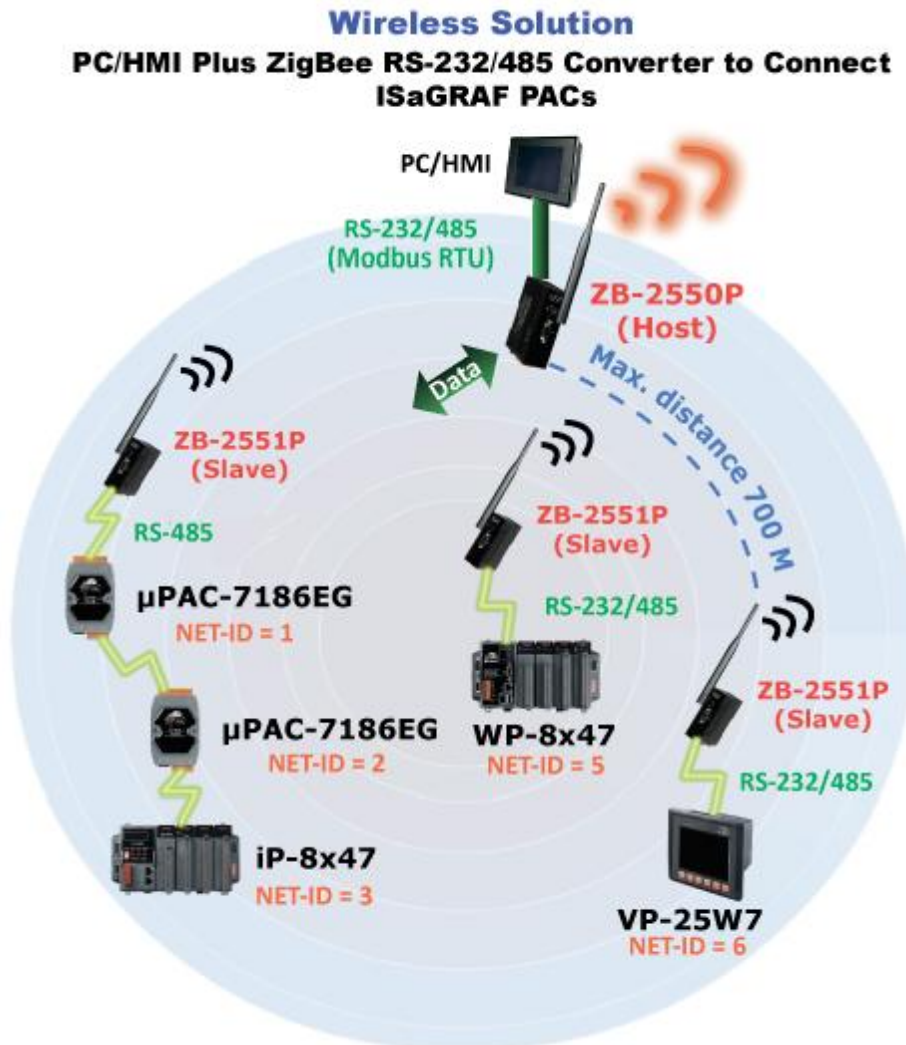 Wireless Solution
PC/HMI Plus ZigBee RS-232/485 Converter to Connect
ISaGRAF PACs
PC/HMI
RS-232/485
(Modbus RTU)
ZB-2550P
(Host)
Data
Max. distance 700 M
ZB-2551P
(Slave)
RS-485
µPAC-7186EG
NET-ID = 1
µPAC-7186EG
NET-ID = 2
iP-8x47
NET-ID = 3
ZB-2551P
(Slave)
RS-232/485
WP-8x47
NET-ID = 5
ZB-2551P
(Slave)
RS-232/485
VP-25W7
NET-ID = 6